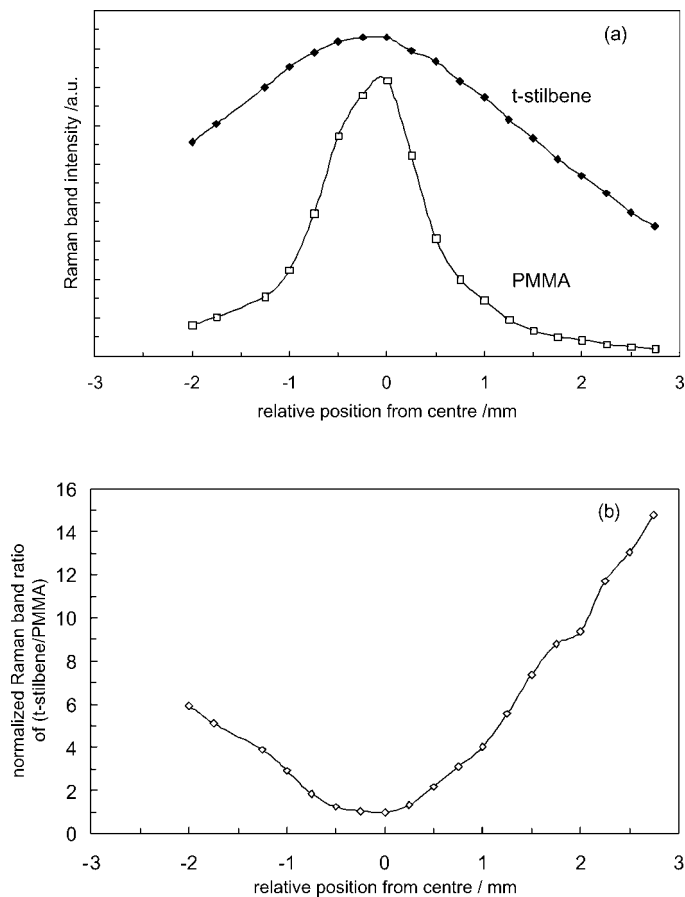 (a)
t-stilbene
PMMA
Raman band intensity /a.u.
-3 -2 -1 0 1 2 3
relative position from centre /mm
(b)
normalized Raman band ratio
of (t-stilbene/PMMA)
16
14
12
10
8
6
4
2
0
-3 -2 -1 0 1 2 3
relative position from centre / mm